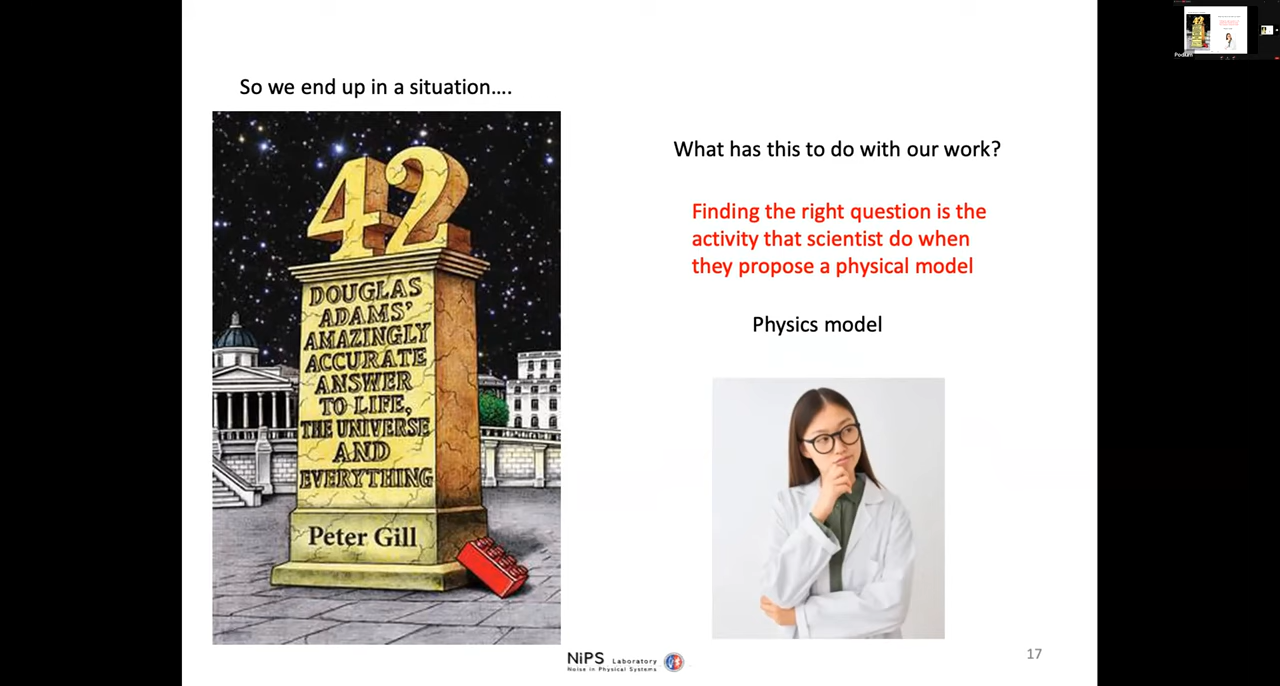 So we end up in a situation....
42
DOUGLAS
ADAMS'
AMAZINGLY
ACCURATE
ANSWER
TO LIFE,
THE UNIVERSE
AND
EVERYTHING
Peter Gill
What has this to do with our work?
Finding the right question is the
activity that scientist do when
they propose a physical model
Physics model
NiPS Laboratory
Noise in Physical Systems
17
Podium